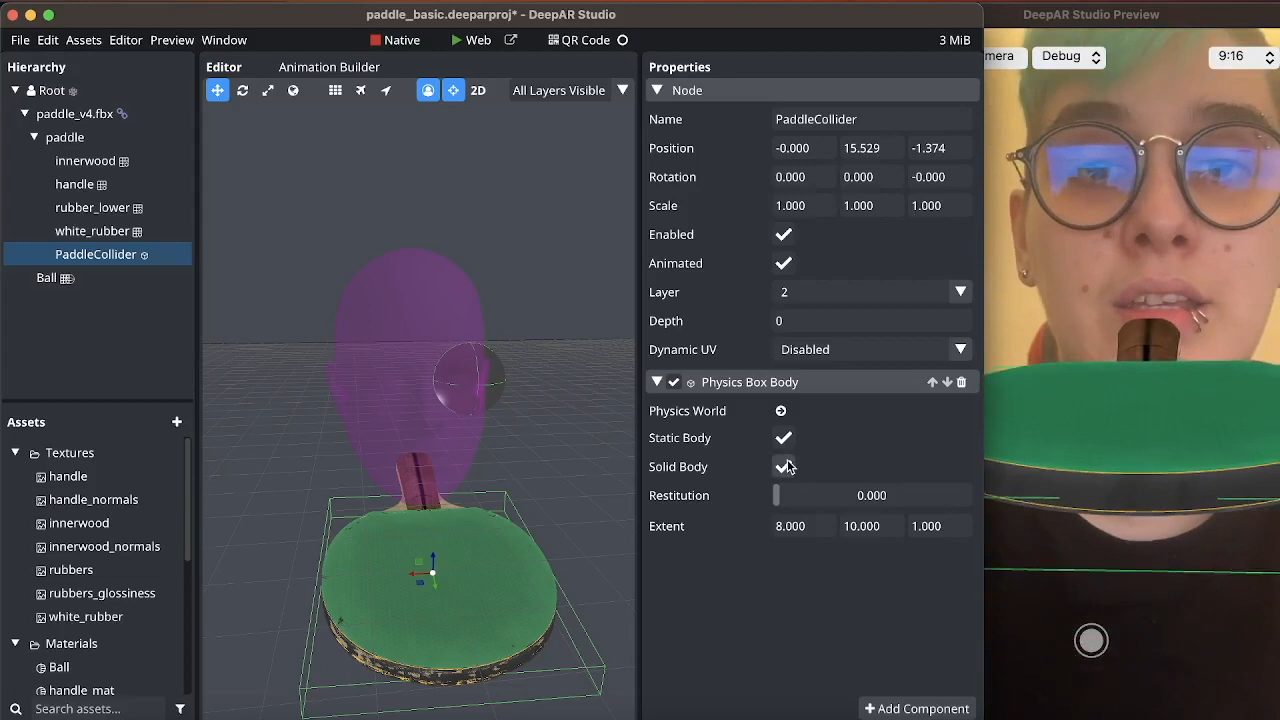 paddle_basic.deeparproj* - DeepAR Studio
DeepAR Studio Preview
File Edit Assets Editor Preview Window
Native
Web
QR Code
3 MiB
mera
Debug
9:16
Hierarchy
Root
paddle_v4.fbx
paddle
innerwood
handle
rubber_lower
white_rubber
PaddleCollider
Ball
Assets
Textures
handle
handle_normals
innerwood
innerwood_normals
rubbers
rubbers_glossiness
white_rubber
Materials
Ball
handle_mat
Search assets...
Editor Animation Builder
2D
All Layers Visible
Properties
Node
Name PaddleCollider
Position -0.000 15.529 -1.374
Rotation 0.000 0.000 -0.000
Scale 1.000 1.000 1.000
Enabled
Animated
Layer 2
Depth 0
Dynamic UV Disabled
Physics Box Body
Physics World
Static Body
Solid Body
Restitution 0.000
Extent 8.000 10.000 1.000
Add Component